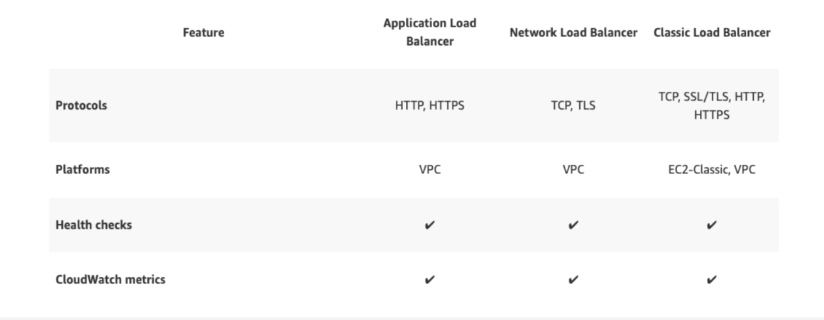 Feature
Application Load
Balancer
Network Load Balancer
Classic Load Balancer
Protocols
HTTP, HTTPS
TCP, TLS
TCP, SSL/TLS, HTTP,
HTTPS
Platforms
VPC
VPC
EC2-Classic, VPC
Health checks
✔
✔
✔
CloudWatch metrics
✔
✔
✔